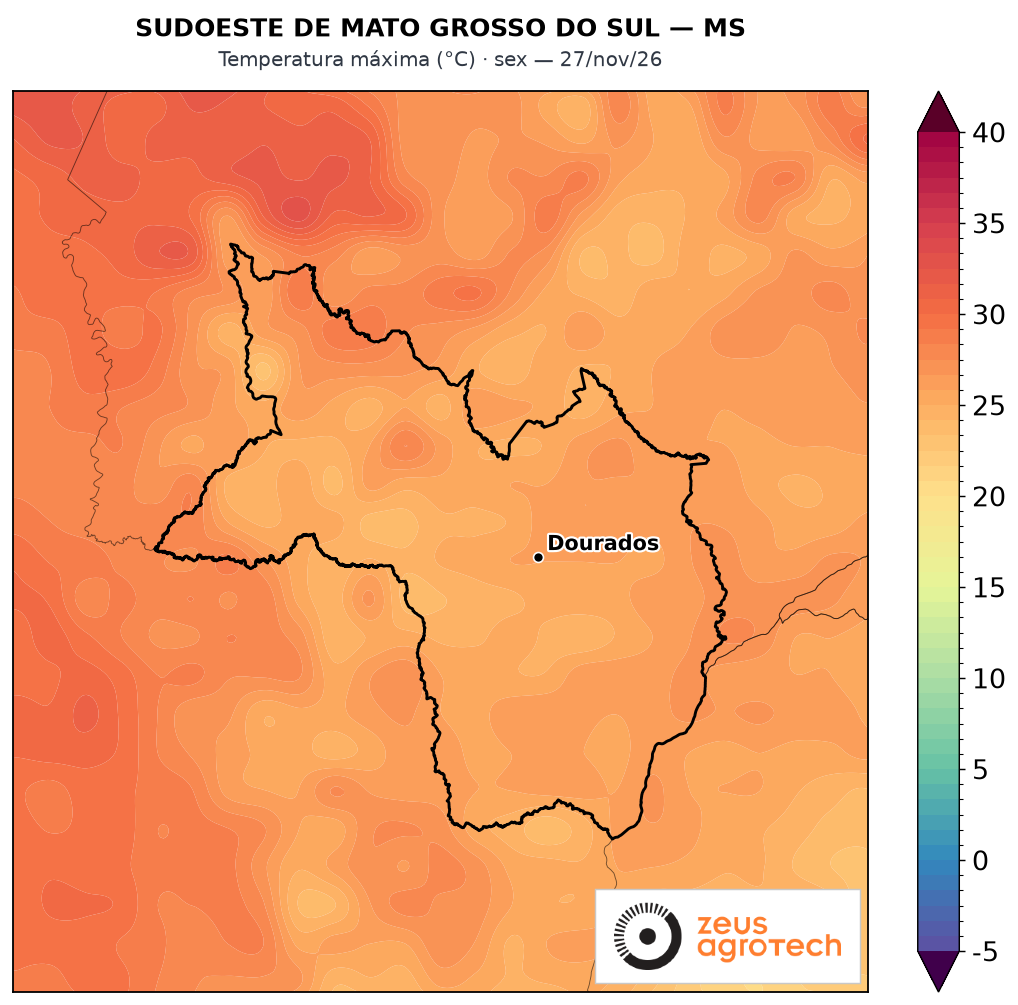 SUDOESTE DE MATO GROSSO DO SUL — MS
Temperatura máxima (°C) · sex — 27/nov/26
40
35
30
25
20
15
10
5
0
-5
Dourados
zeus
agrotech